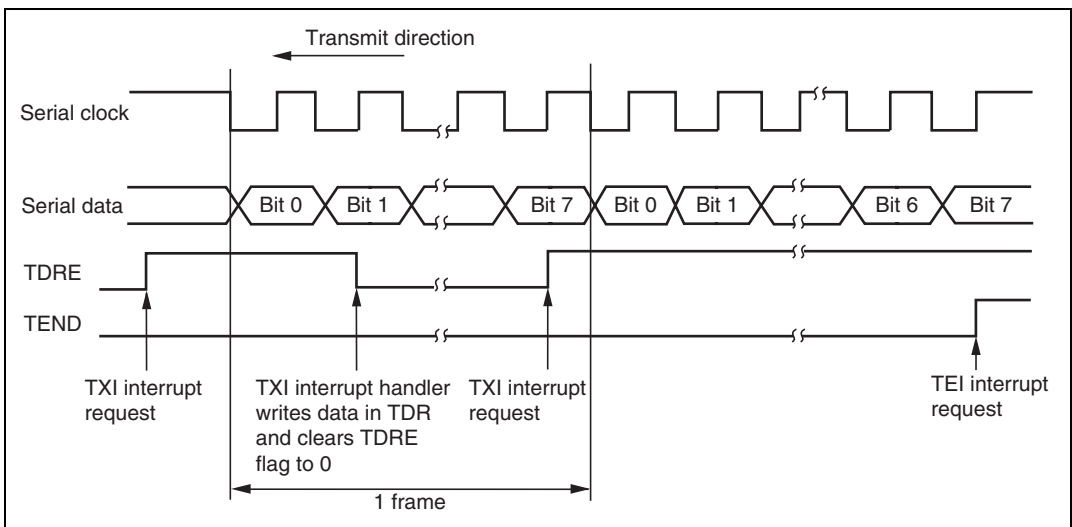 Transmit direction
Serial clock
Serial data
Bit 0
Bit 1
Bit 7
Bit 0
Bit 1
Bit 6
Bit 7
TDRE
TEND
TXI interrupt
request
TXI interrupt handler
writes data in TDR
and clears TDRE
flag to 0
TXI interrupt
request
TEI interrupt
request
1 frame